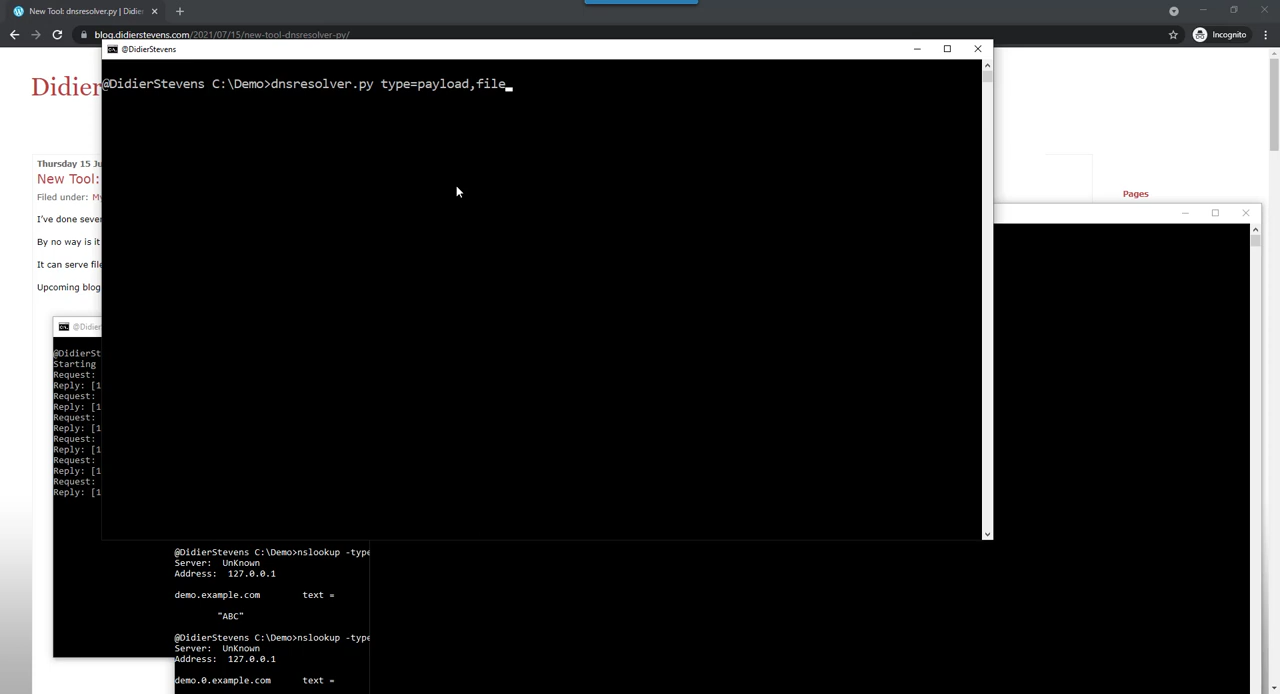 New Tool: dnsresolver.py | Didier
blog.didierstevens.com/2021/07/15/new-tool-dnsresolver-py/
Incognito
@DidierStevens
@DidierStevens C:\Demo>dnsresolver.py type=payload,file
Didier
Thursday 15 Ju
New Tool:
Filed under: My
I've done sever
By no way is it
It can serve file
Upcoming blog
Pages
@Didier
@DidierSt
Starting
Request:
Reply: [1
Request:
Reply: [1
Request:
Reply: [1
Request:
Reply: [1
Request:
Reply: [1
Request:
Reply: [1
@DidierStevens C:\Demo>nslookup -type
Server:  UnKnown
Address:  127.0.0.1
demo.example.com        text =
"ABC"
@DidierStevens C:\Demo>nslookup -type
Server:  UnKnown
Address:  127.0.0.1
demo.0.example.com      text =